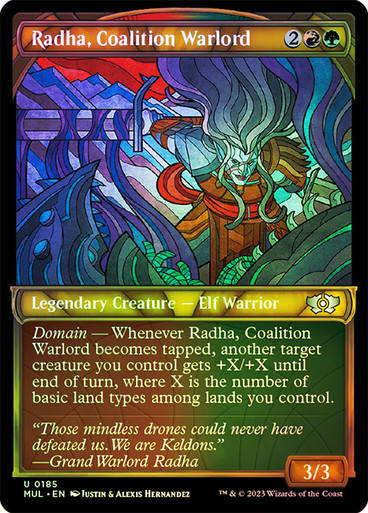 Radha, Coalition Warlord 2
Legendary Creature — Elf Warrior
Domain — Whenever Radha, Coalition
Warlord becomes tapped, another target
creature you control gets +X/+X until
end of turn, where X is the number of
basic land types among lands you control.
“Those mindless drones could never have
defeated us. We are Keldons.”
—Grand Warlord Radha
3/3
U 0185
MUL • EN Justin & Alexis Hernandez
™ & © 2023 Wizards of the Coast